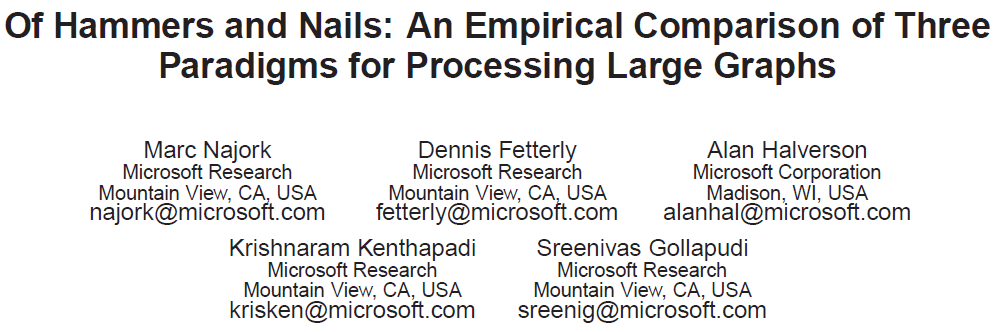 Of Hammers and Nails: An Empirical Comparison of Three
Paradigms for Processing Large Graphs
Marc Najork
Microsoft Research
Mountain View, CA, USA
najork@microsoft.com
Dennis Fetterly
Microsoft Research
Mountain View, CA, USA
fetterly@microsoft.com
Alan Halverson
Microsoft Corporation
Madison, WI, USA
alanhal@microsoft.com
Krishnaram Kenthapadi
Microsoft Research
Mountain View, CA, USA
krisken@microsoft.com
Sreenivas Gollapudi
Microsoft Research
Mountain View, CA, USA
sreenig@microsoft.com